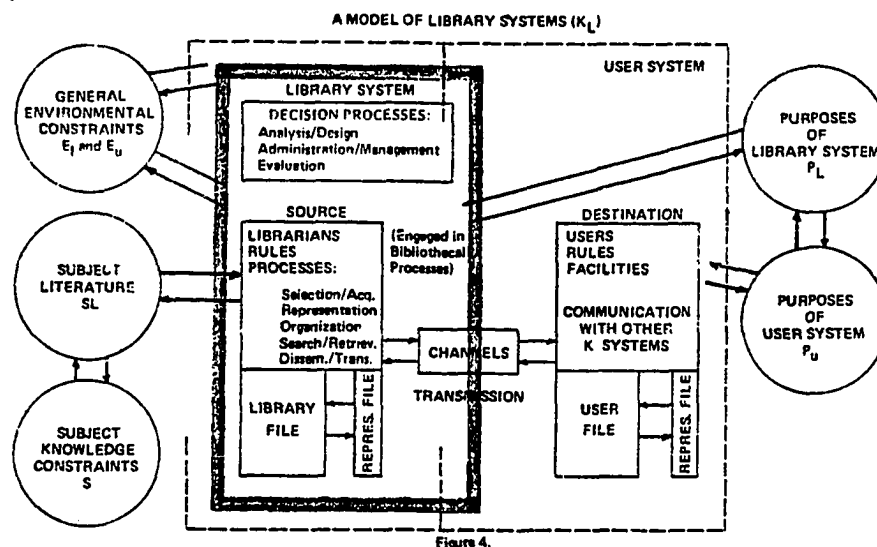 A MODEL OF LIBRARY SYSTEMS (K_L)
USER SYSTEM
GENERAL
ENVIRONMENTAL
CONSTRAINTS
E_l and E_u
LIBRARY SYSTEM
DECISION PROCESSES:
Analysis/Design
Administration/Management
Evaluation
PURPOSES
OF
LIBRARY SYSTEM
P_L
SOURCE
LIBRARIANS
RULES
PROCESSES:
Selection/Acq.
Representation
Organization
Search/Retriev.
Dissem./Trans.
(Engaged in
Bibliothecal
Processes)
DESTINATION
USERS
RULES
FACILITIES
COMMUNICATION
WITH OTHER
K SYSTEMS
SUBJECT
LITERATURE
SL
PURPOSES
OF
USER SYSTEM
P_u
CHANNELS
TRANSMISSION
LIBRARY
FILE
REPRES. FILE
USER
FILE
REPRES. FILE
SUBJECT
KNOWLEDGE
CONSTRAINTS
S
Figure 4.